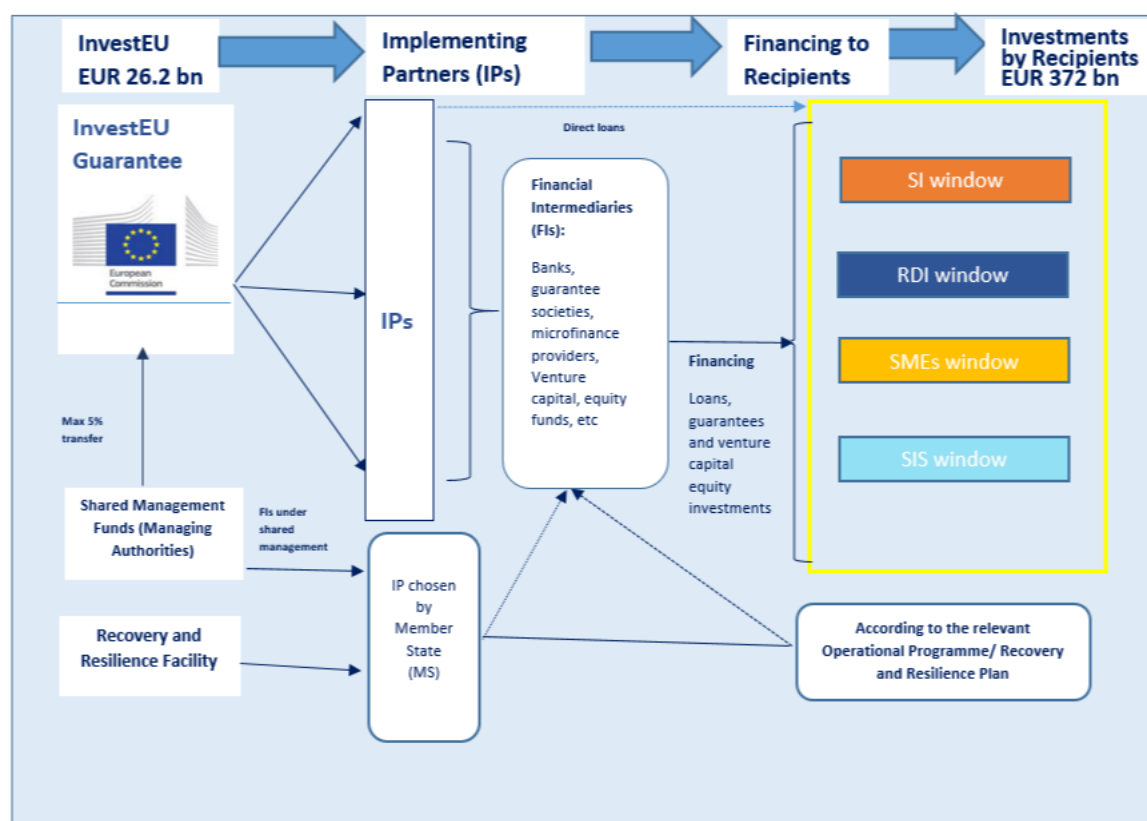 InvestEU
EUR 26.2 bn
Implementing
Partners (IPs)
Financing to
Recipients
Investments
by Recipients
EUR 372 bn
InvestEU
Guarantee
European
Commission
Direct loans
IPs
Financial
Intermediaries
(FIs):
Banks,
guarantee
societies,
microfinance
providers,
Venture
capital, equity
funds, etc
Financing
Loans,
guarantees
and venture
capital
equity
investments
SI window
RDI window
SMEs window
SIS window
Max 5%
transfer
Shared Management
Funds (Managing
Authorities)
FIs under
shared
management
IP chosen
by
Member
State
(MS)
Recovery and
Resilience Facility
According to the relevant
Operational Programme/ Recovery
and Resilience Plan